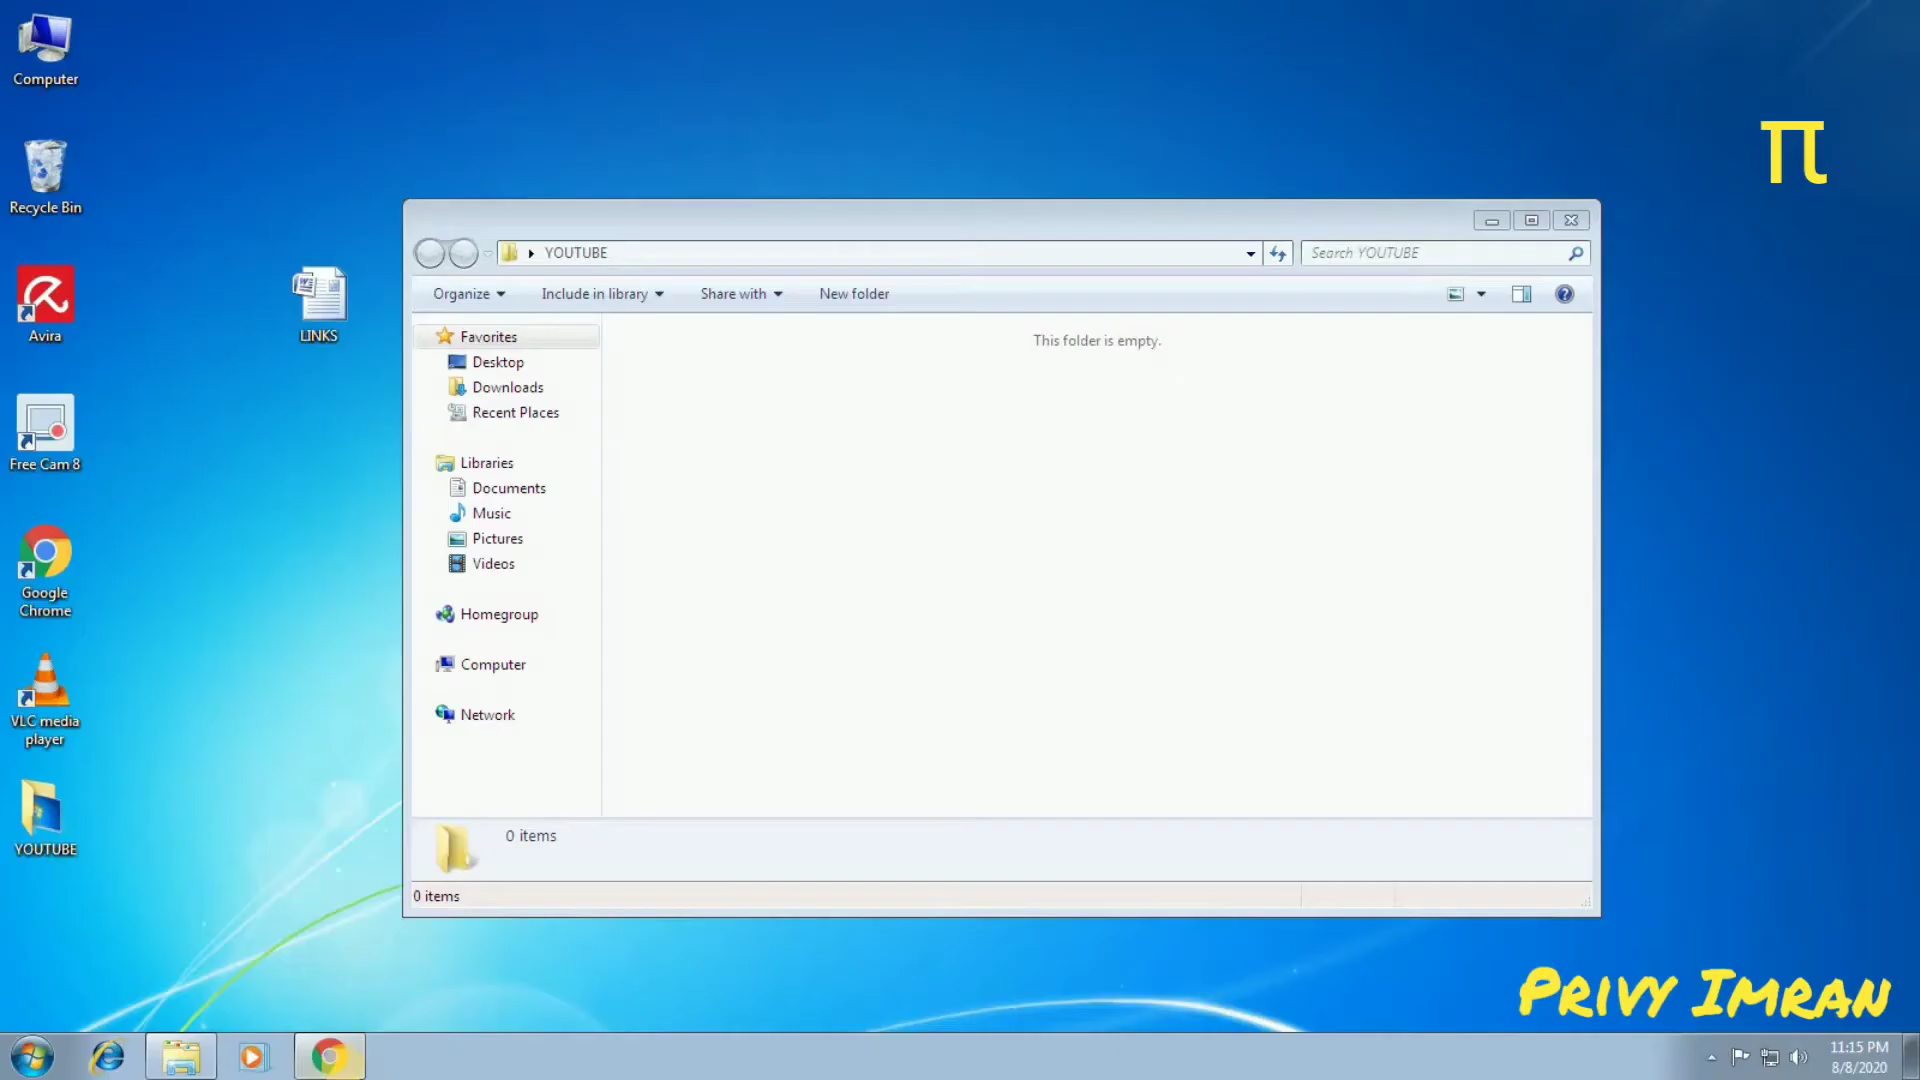 Computer
Recycle Bin
Avira
Free Cam 8
Google
Chrome
VLC media
player
YOUTUBE
LINKS
π
YOUTUBE
Search YOUTUBE
Organize
Include in library
Share with
New folder
Favorites
Desktop
Downloads
Recent Places
Libraries
Documents
Music
Pictures
Videos
Homegroup
Computer
Network
This folder is empty.
0 items
0 items
PRIVY IMRAN
11:15 PM
8/8/2020